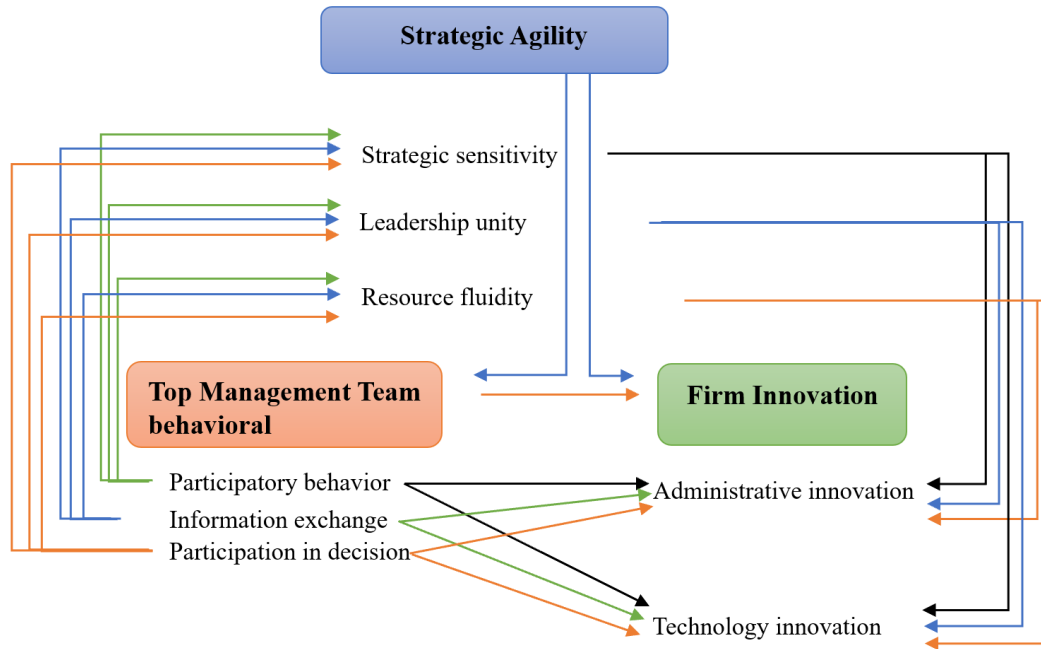 Strategic Agility
Strategic sensitivity
Leadership unity
Resource fluidity
Top Management Team
behavioral
Firm Innovation
Participatory behavior
Information exchange
Participation in decision
Administrative innovation
Technology innovation